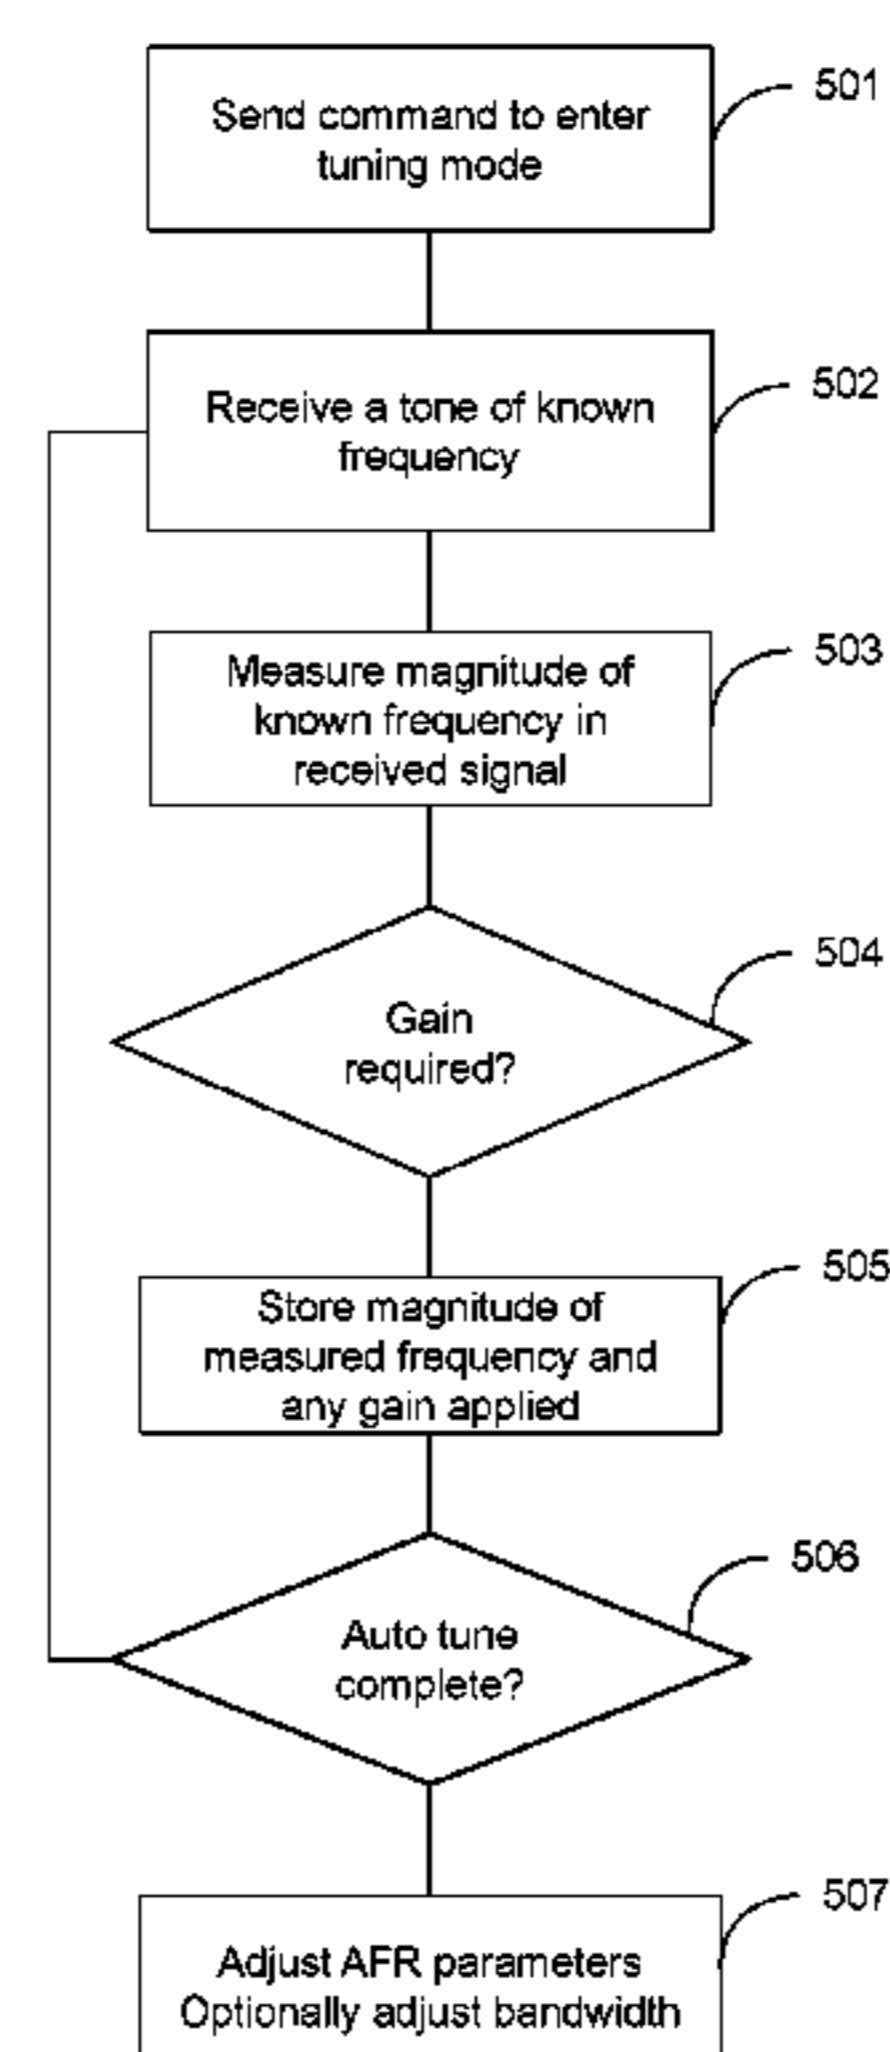 Send command to enter
tuning mode
501
Receive a tone of known
frequency
502
Measure magnitude of
known frequency in
received signal
503
Gain
required?
504
Store magnitude of
measured frequency and
any gain applied
505
Auto tune
complete?
506
Adjust AFR parameters
Optionally adjust bandwidth
507